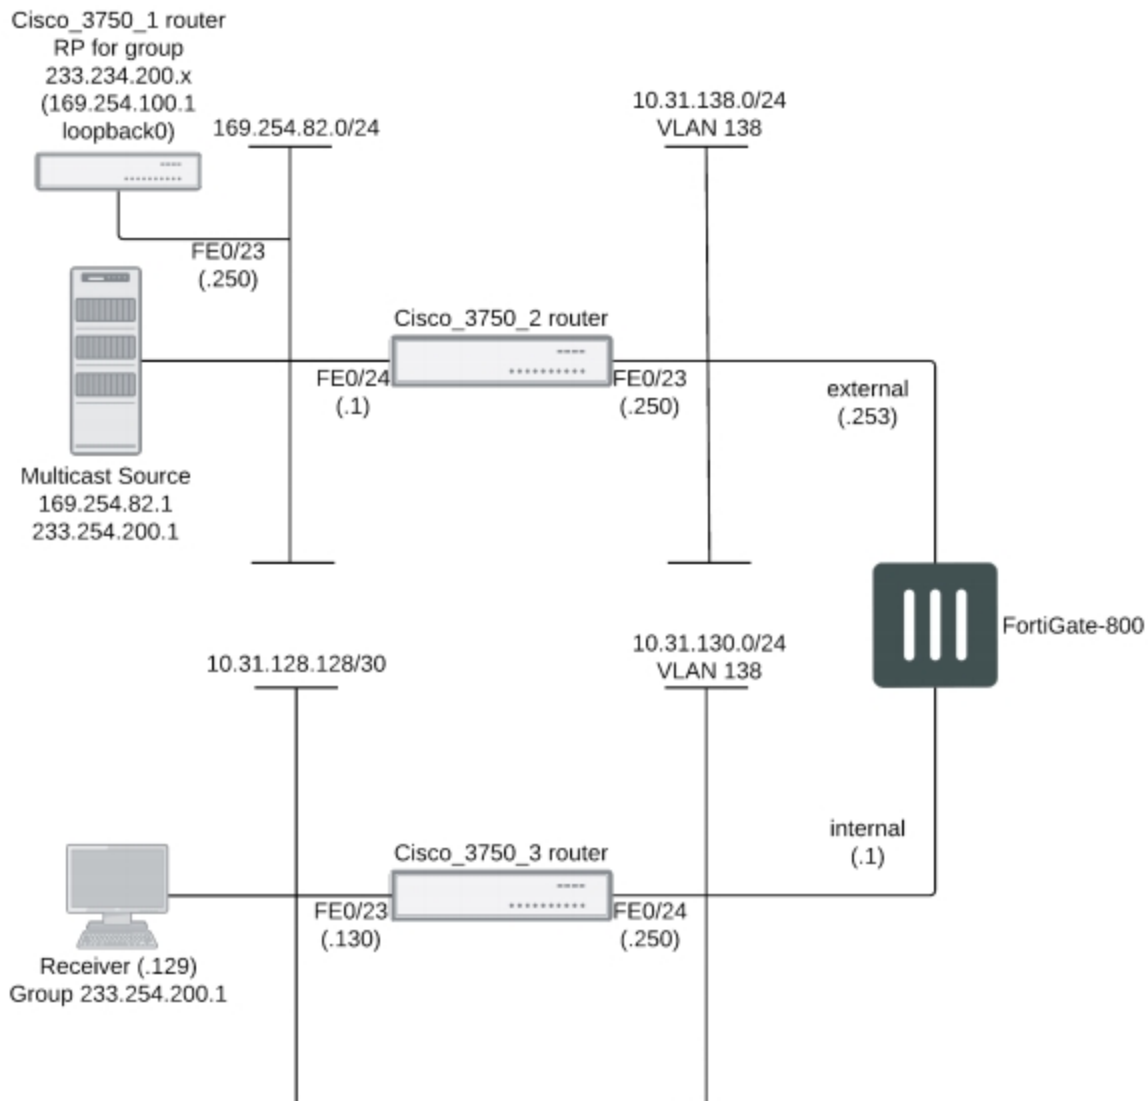 Cisco_3750_1 router
RP for group
233.234.200.x
(169.254.100.1
loopback0)
169.254.82.0/24
10.31.138.0/24
VLAN 138
FE0/23
(.250)
Cisco_3750_2 router
FE0/24
(.1)
FE0/23
(.250)
external
(.253)
Multicast Source
169.254.82.1
233.254.200.1
FortiGate-800
10.31.128.128/30
10.31.130.0/24
VLAN 138
internal
(.1)
Cisco_3750_3 router
FE0/23
(.130)
FE0/24
(.250)
Receiver (.129)
Group 233.254.200.1